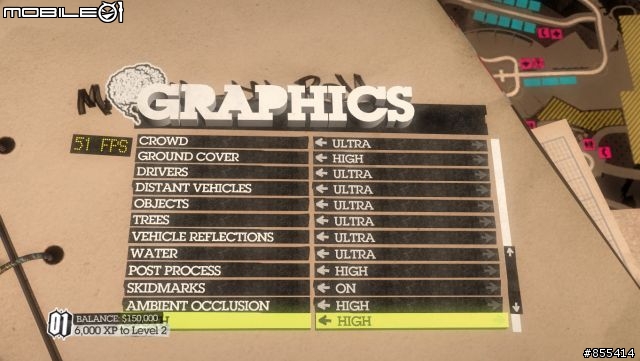 MOBILE01
GRAPHICS
51 FPS
CROWD ULTRA
GROUND COVER HIGH
DRIVERS ULTRA
DISTANT VEHICLES ULTRA
OBJECTS ULTRA
TREES ULTRA
VEHICLE REFLECTIONS ULTRA
WATER ULTRA
POST PROCESS HIGH
SKIDMARKS ON
AMBIENT OCCLUSION HIGH
HIGH
01 BALANCE: $150,000
6,000 XP to Level 2
#855414